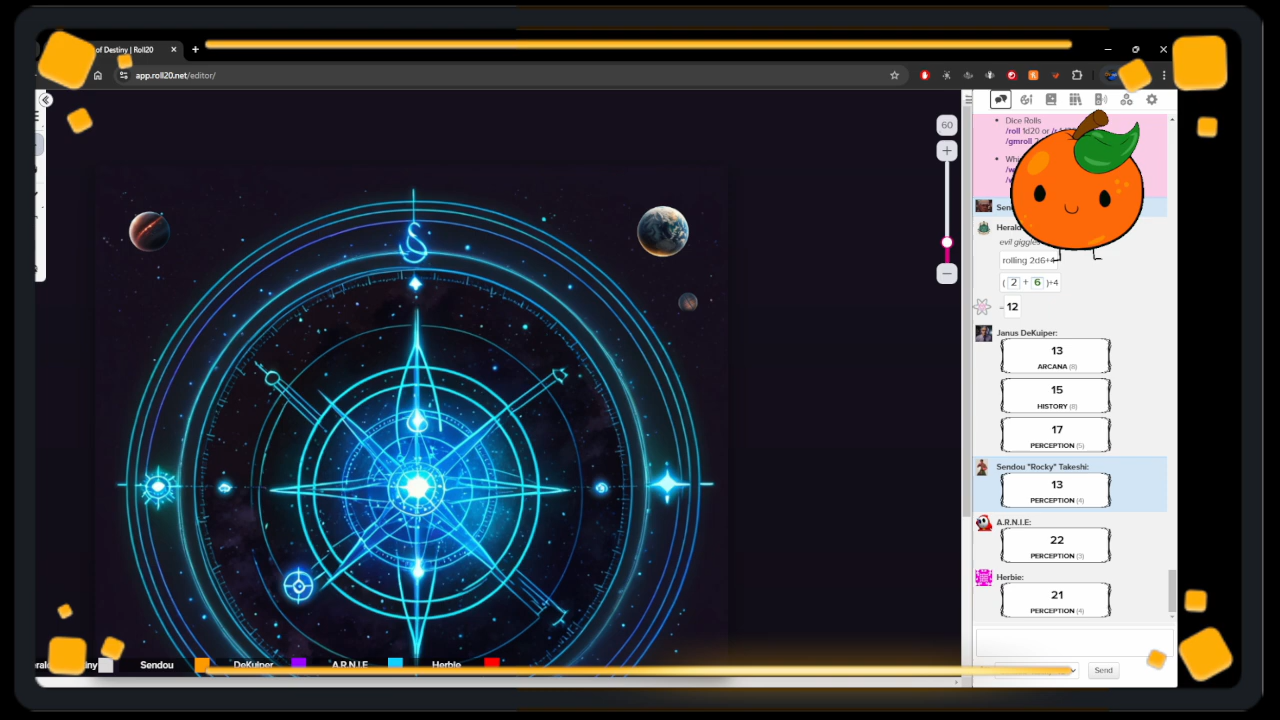 of Destiny | Roll20
app.roll20.net/editor/
60
Dice Rolls
/roll 1d20 or
/gmroll
Herald
evil giggles
rolling 2d6+4
( 2 + 6 )+4
12
Janus DeKuiper:
13
ARCANA (8)
15
HISTORY (8)
17
PERCEPTION (5)
Sendou "Rocky" Takeshi:
13
PERCEPTION (4)
A.R.N.I.E:
22
PERCEPTION (3)
Herbie:
21
PERCEPTION (4)
Sendou DeKuiper A.R.N.I.E Herbie
Send